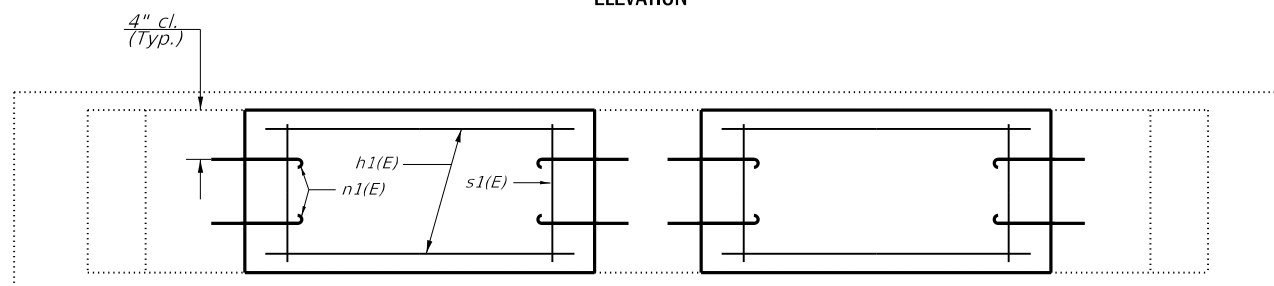 ELEVATION
4" cl.
(Typ.)
h1(E)
n1(E)
s1(E)